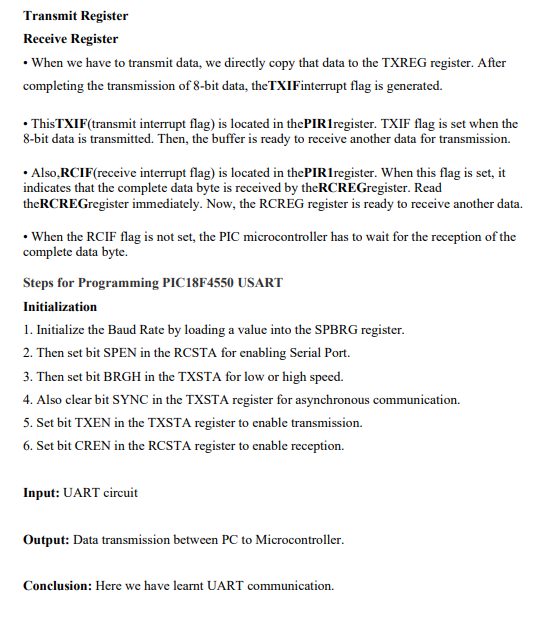 Transmit Register
Receive Register
• When we have to transmit data, we directly copy that data to the TXREG register. After
completing the transmission of 8-bit data, theTXIFinterrupt flag is generated.
• ThisTXIF(transmit interrupt flag) is located in thePIR1register. TXIF flag is set when the
8-bit data is transmitted. Then, the buffer is ready to receive another data for transmission.
• Also,RCIF(receive interrupt flag) is located in thePIR1register. When this flag is set, it
indicates that the complete data byte is received by theRCREGregister. Read
theRCREGregister immediately. Now, the RCREG register is ready to receive another data.
• When the RCIF flag is not set, the PIC microcontroller has to wait for the reception of the
complete data byte.
Steps for Programming PIC18F4550 USART
Initialization
1. Initialize the Baud Rate by loading a value into the SPBRG register.
2. Then set bit SPEN in the RCSTA for enabling Serial Port.
3. Then set bit BRGH in the TXSTA for low or high speed.
4. Also clear bit SYNC in the TXSTA register for asynchronous communication.
5. Set bit TXEN in the TXSTA register to enable transmission.
6. Set bit CREN in the RCSTA register to enable reception.
Input: UART circuit
Output: Data transmission between PC to Microcontroller.
Conclusion: Here we have learnt UART communication.